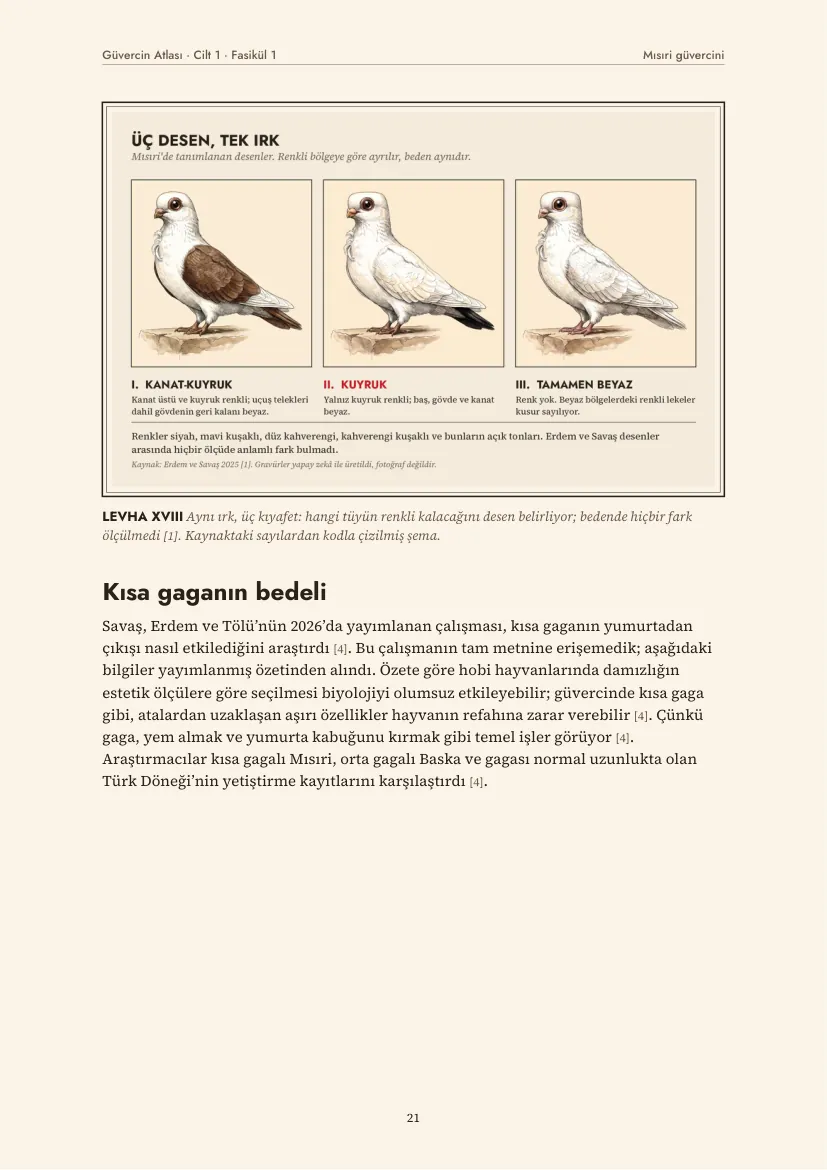 Güvercin Atlası · Cilt 1 · Fasikül 1
Mısıri güvercini
ÜÇ DESEN, TEK IRK
Mısıri'de tanımlanan desenler. Renkli bölgeye göre ayrılır, beden aynıdır.
I. KANAT-KUYRUK
Kanat üstü ve kuyruk renkli; uçuş telekleri
dahil gövdenin geri kalanı beyaz.
II. KUYRUK
Yalnız kuyruk renkli; baş, gövde ve kanat
beyaz.
III. TAMAMEN BEYAZ
Renk yok. Beyaz bölgelerdeki renkli lekeler
kusur sayılıyor.
Renkler siyah, mavi kuşaklı, düz kahverengi, kahverengi kuşaklı ve bunların açık tonları. Erdem ve Savaş desenler
arasında hiçbir ölçüde anlamlı fark bulmadı.
Kaynak: Erdem ve Savaş 2025 [1]. Gravürler yapay zekâ ile üretildi, fotoğraf değildir.
LEVHA XVIII Aynı ırk, üç kıyafet: hangi tüyün renkli kalacağını desen belirliyor; bedende hiçbir fark
ölçülmedi [1]. Kaynaktaki sayılardan kodla çizilmiş şema.
Kısa gaganın bedeli
Savaş, Erdem ve Tölü’nün 2026’da yayımlanan çalışması, kısa gaganın yumurtadan
çıkışı nasıl etkilediğini araştırdı [4]. Bu çalışmanın tam metnine erişemedik; aşağıdaki
bilgiler yayımlanmış özetinden alındı. Özete göre hobi hayvanlarında damızlığın
estetik ölçülere göre seçilmesi biyolojiyi olumsuz etkileyebilir; güvercinde kısa gaga
gibi, atalardan uzaklaşan aşırı özellikler hayvanın refahına zarar verebilir [4]. Çünkü
gaga, yem almak ve yumurta kabuğunu kırmak gibi temel işler görüyor [4].
Araştırmacılar kısa gagalı Mısıri, orta gagalı Baska ve gagası normal uzunlukta olan
Türk Döneği’nin yetiştirme kayıtlarını karşılaştırdı [4].
21